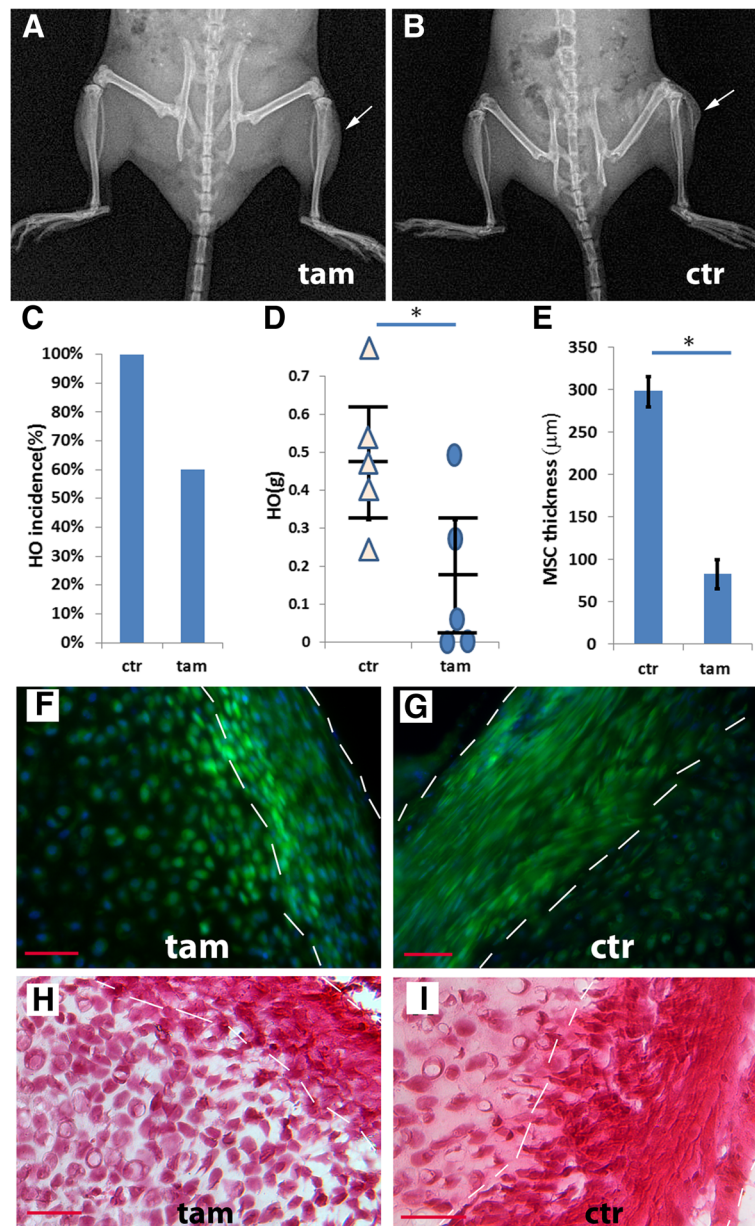 A
B
tam
ctr
C
D
E
HO incidence(%)
100%
90%
80%
70%
60%
50%
40%
30%
20%
10%
0%
ctr
tam
*
HO(g)
0.7
0.6
0.5
0.4
0.3
0.2
0.1
0
ctr
tam
*
MSC thickness (μm)
350
300
250
200
150
100
50
0
ctr
tam
F
G
tam
ctr
H
I
tam
ctr